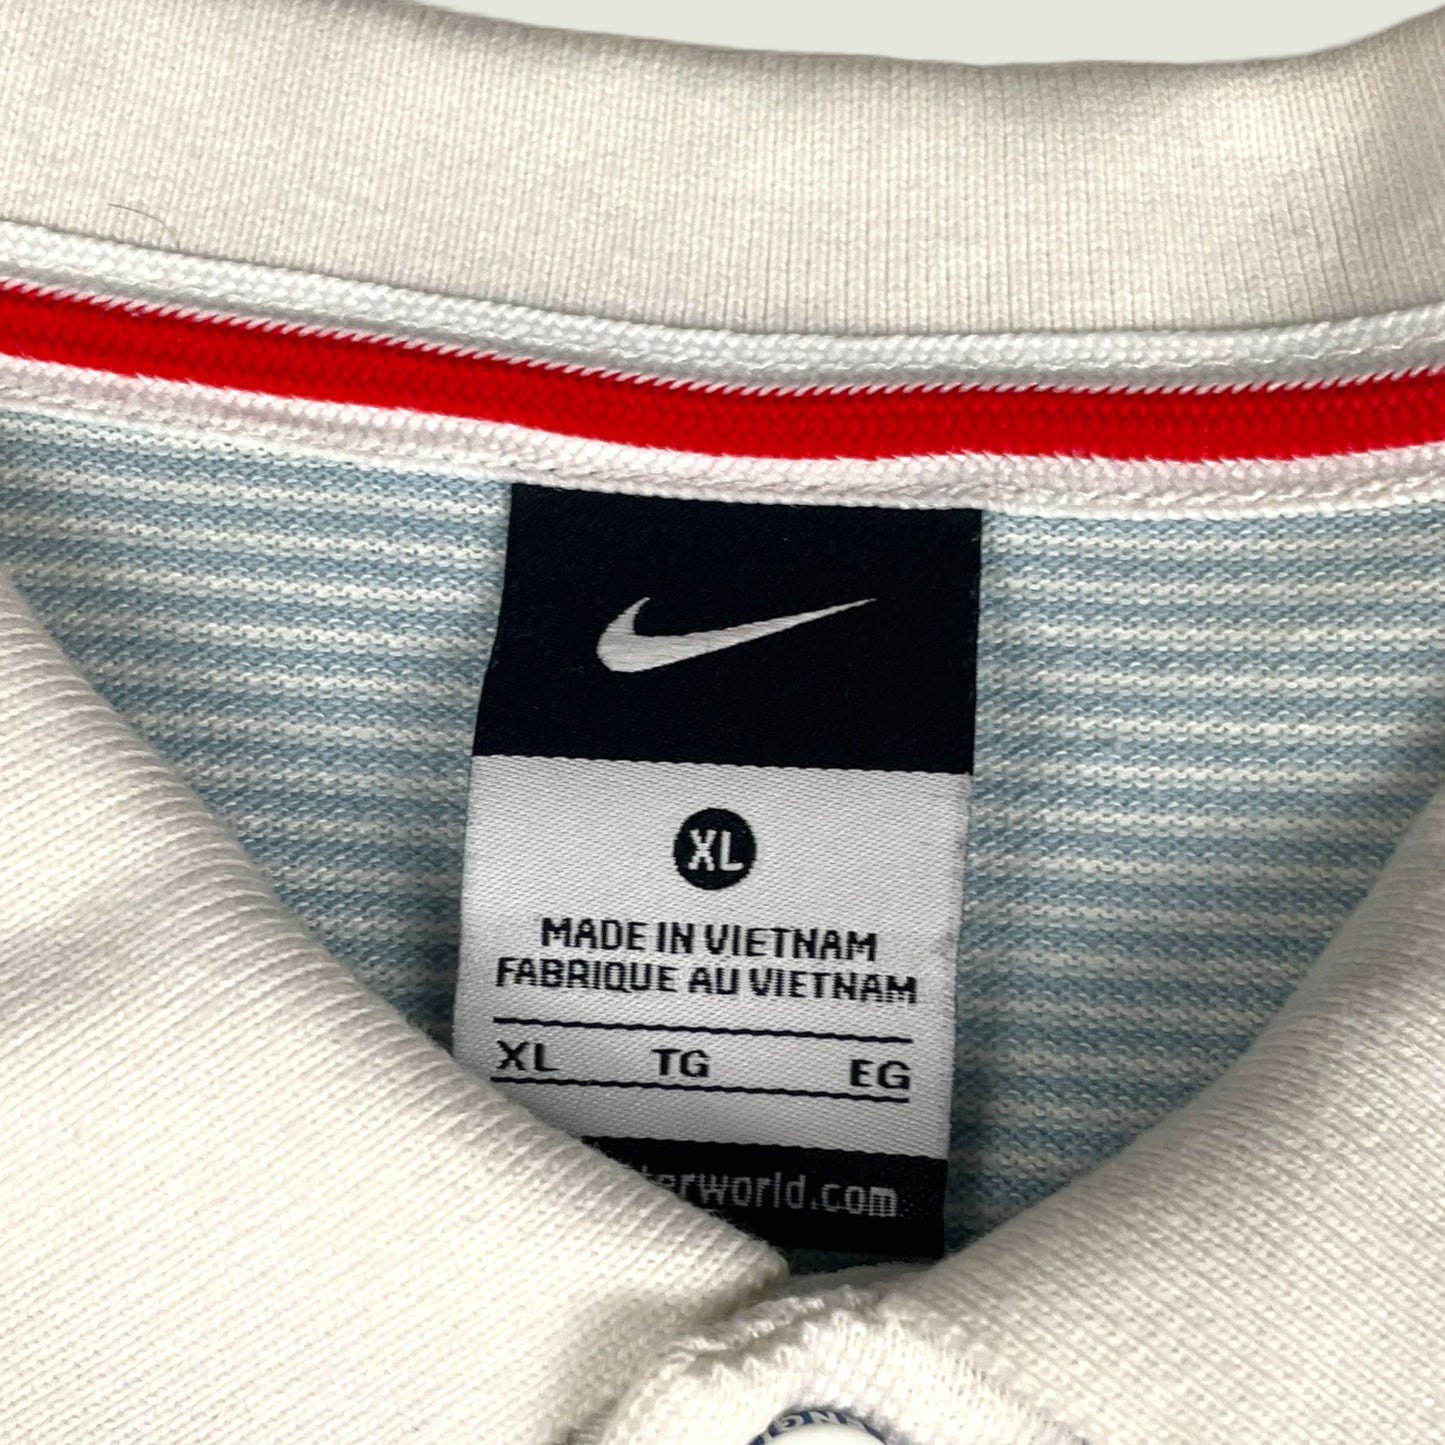 XL
MADE IN VIETNAM
FABRIQUE AU VIETNAM
XL TG EG